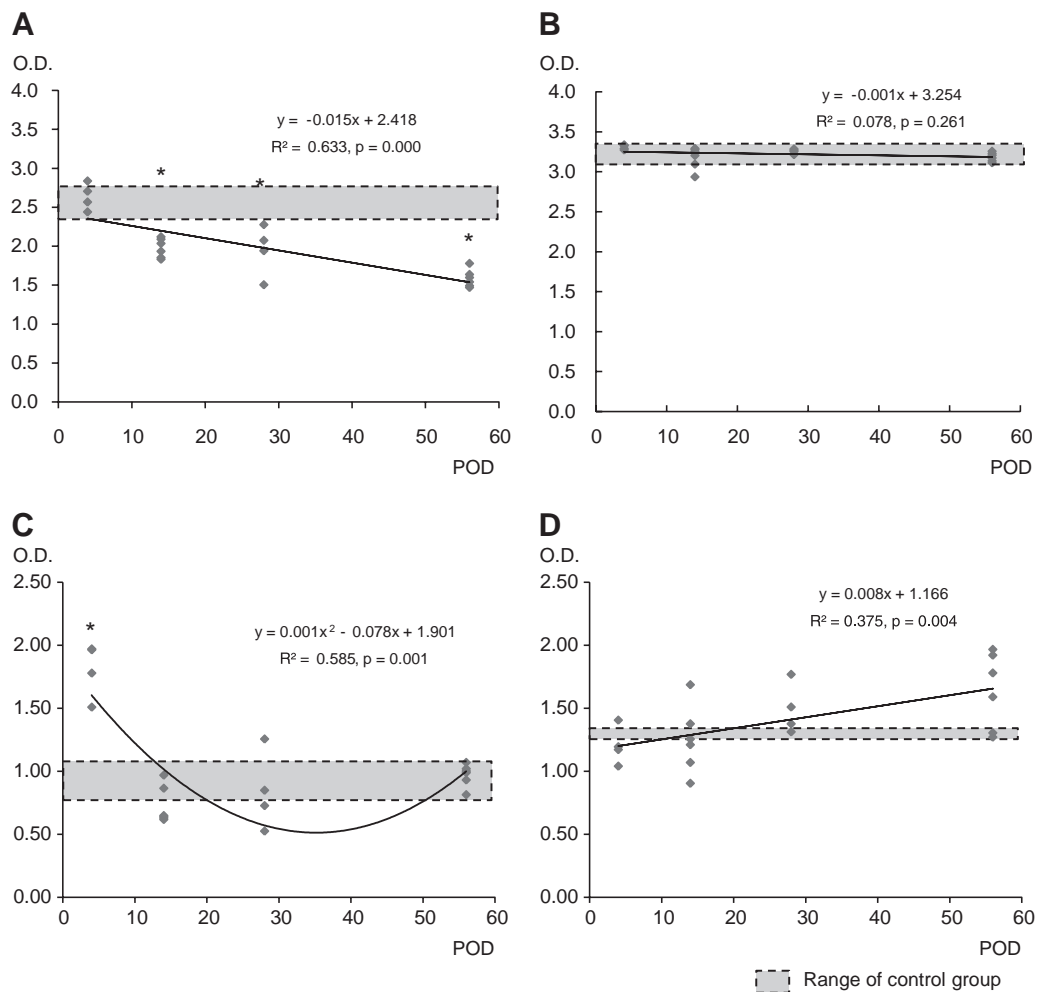 A
O.D.
4.0
3.5
3.0
2.5
2.0
1.5
1.0
0.5
0.0
0 10 20 30 40 50 60
POD
y = -0.015x + 2.418
R² = 0.633, p = 0.000
*
*
*
B
O.D.
4.0
3.5
3.0
2.5
2.0
1.5
1.0
0.5
0.0
0 10 20 30 40 50 60
POD
y = -0.001x + 3.254
R² = 0.078, p = 0.261
C
O.D.
2.50
2.00
1.50
1.00
0.50
0.00
0 10 20 30 40 50 60
POD
y = 0.001x² - 0.078x + 1.901
R² = 0.585, p = 0.001
*
D
O.D.
2.50
2.00
1.50
1.00
0.50
0.00
0 10 20 30 40 50 60
POD
y = 0.008x + 1.166
R² = 0.375, p = 0.004
Range of control group